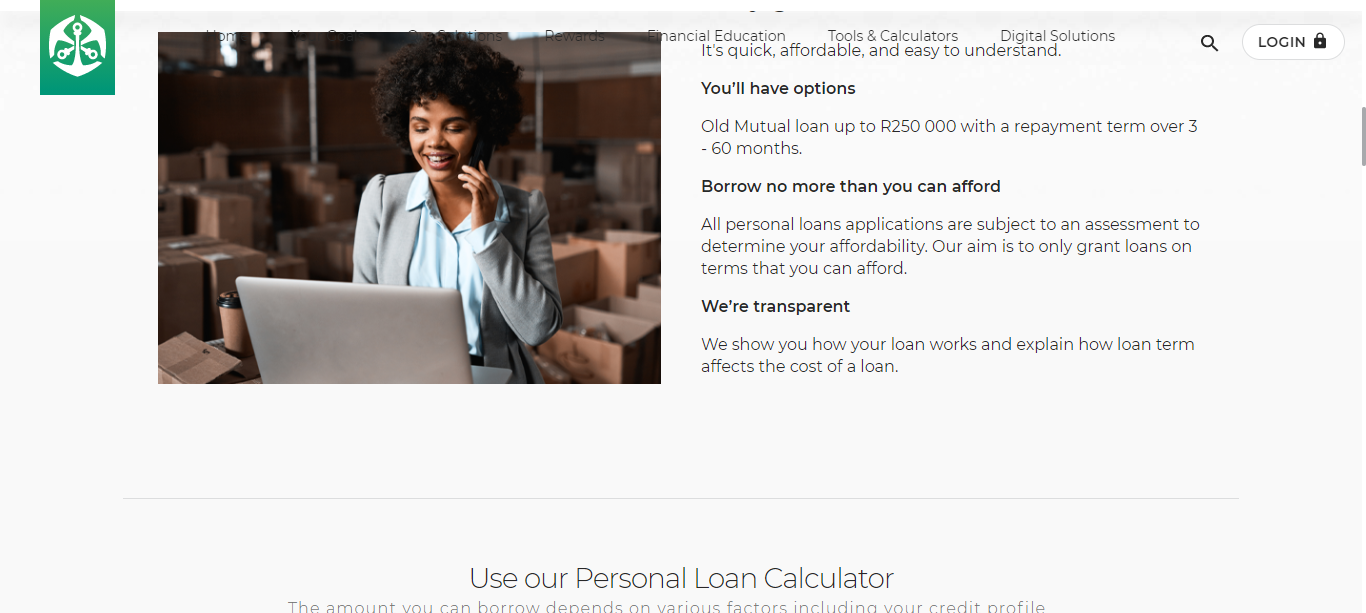 Home Your Goals Our Solutions Rewards Financial Education Tools & Calculators Digital Solutions
LOGIN
It's quick, affordable, and easy to understand.
You'll have options
Old Mutual loan up to R250 000 with a repayment term over 3
- 60 months.
Borrow no more than you can afford
All personal loans applications are subject to an assessment to
determine your affordability. Our aim is to only grant loans on
terms that you can afford.
We're transparent
We show you how your loan works and explain how loan term
affects the cost of a loan.
Use our Personal Loan Calculator
The amount you can borrow depends on various factors including your credit profile